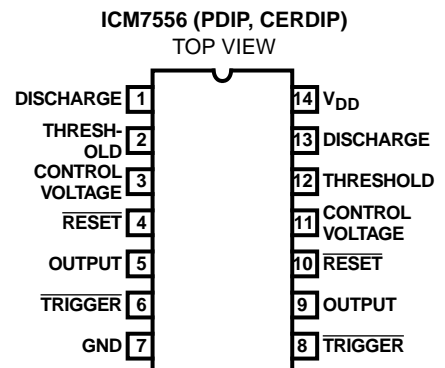 ICM7556 (PDIP, CERDIP)
TOP VIEW
DISCHARGE 1
THRESH-
OLD 2
CONTROL
VOLTAGE 3
RESET 4
OUTPUT 5
TRIGGER 6
GND 7
14 VDD
13 DISCHARGE
12 THRESHOLD
11 CONTROL
VOLTAGE
10 RESET
9 OUTPUT
8 TRIGGER